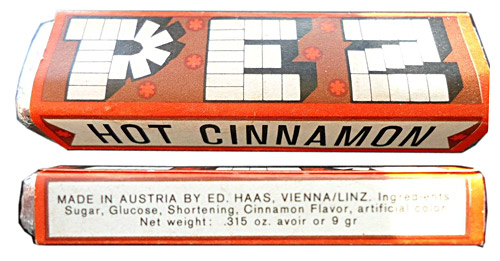 PEZ
HOT CINNAMON
MADE IN AUSTRIA BY ED. HAAS, VIENNA/LINZ. Ingredients
Sugar, Glucose, Shortening, Cinnamon Flavor, artificial color
Net weight: .315 oz. avoir or 9 gr